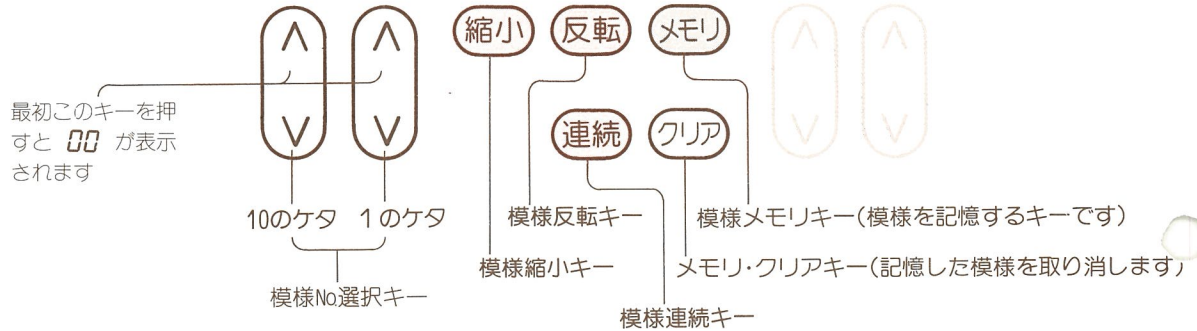 縮小 反転 メモリ
最初このキーを押
すと 00 が表示
されます
連続 クリア
10のケタ 1のケタ
模様反転キー
模様メモリキー(模様を記憶するキーです)
模様縮小キー
メモリ・クリアキー(記憶した模様を取り消します)
模様No.選択キー
模様連続キー